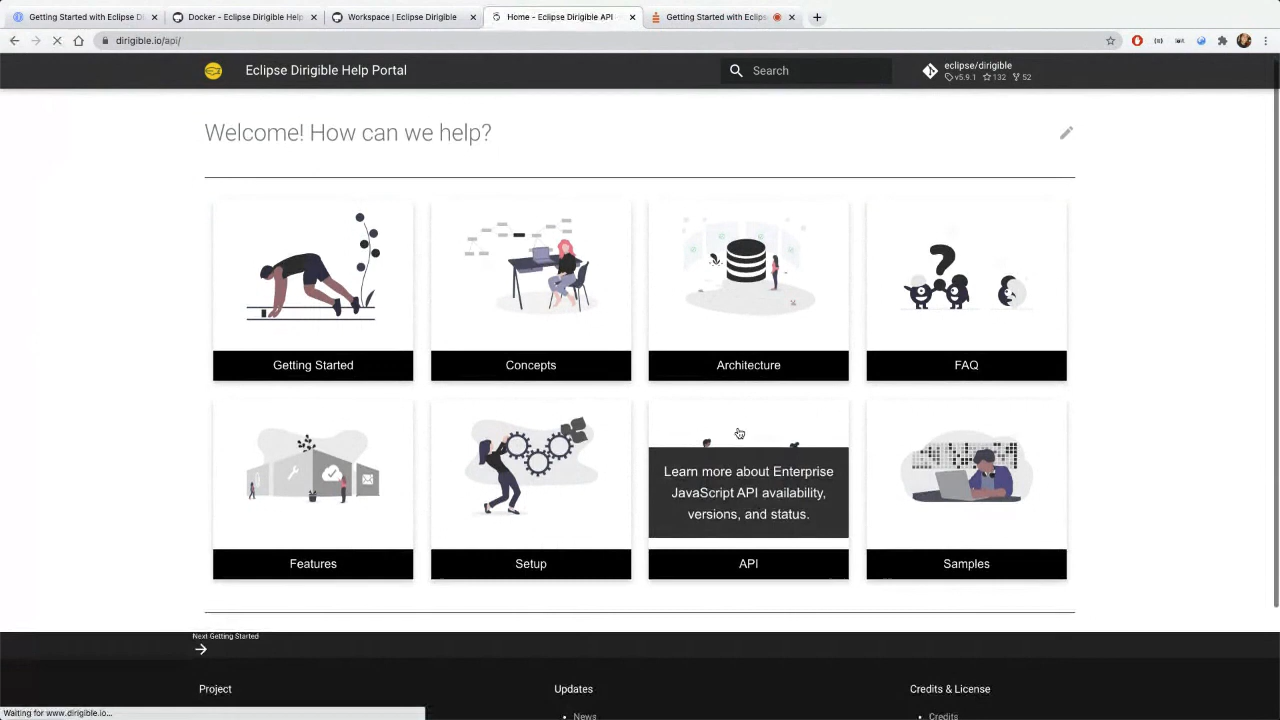 Getting Started with Eclipse D
Docker - Eclipse Dirigible Help
Workspace | Eclipse Dirigible
Home - Eclipse Dirigible API
Getting Started with Eclips
dirigible.io/api/
Eclipse Dirigible Help Portal
Search
eclipse/dirigible
v5.9.1 132 52
Welcome! How can we help?
Getting Started
Concepts
Architecture
FAQ
Learn more about Enterprise
JavaScript API availability,
versions, and status.
Features
Setup
API
Samples
Next Getting Started
Project
Updates
Credits & License
News
Credits
Waiting for www.dirigible.io...